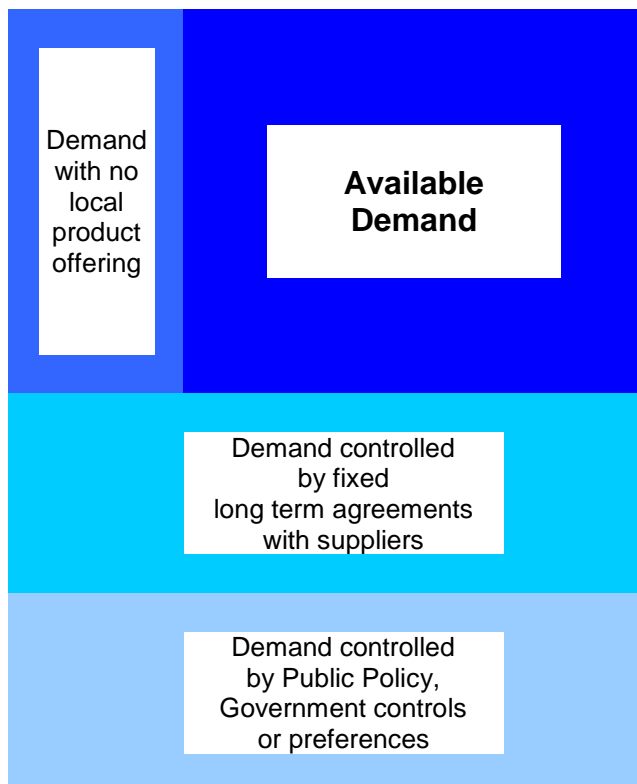 Demand
with no
local
product
offering
Available
Demand
Demand controlled
by fixed
long term agreements
with suppliers
Demand controlled
by Public Policy,
Government controls
or preferences